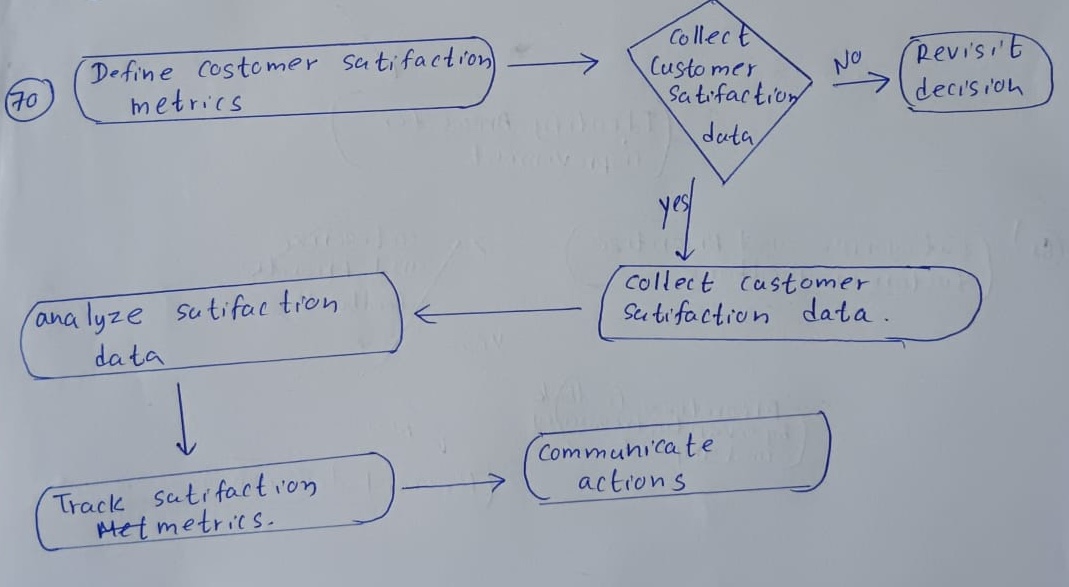 70
Define costomer satifaction
metrics
collect
Customer
satifaction
data
No
Revisit
decision
yes
collect customer
satifaction data.
analyze satifaction
data
Track satifaction
Met metrics.
Communicate
actions